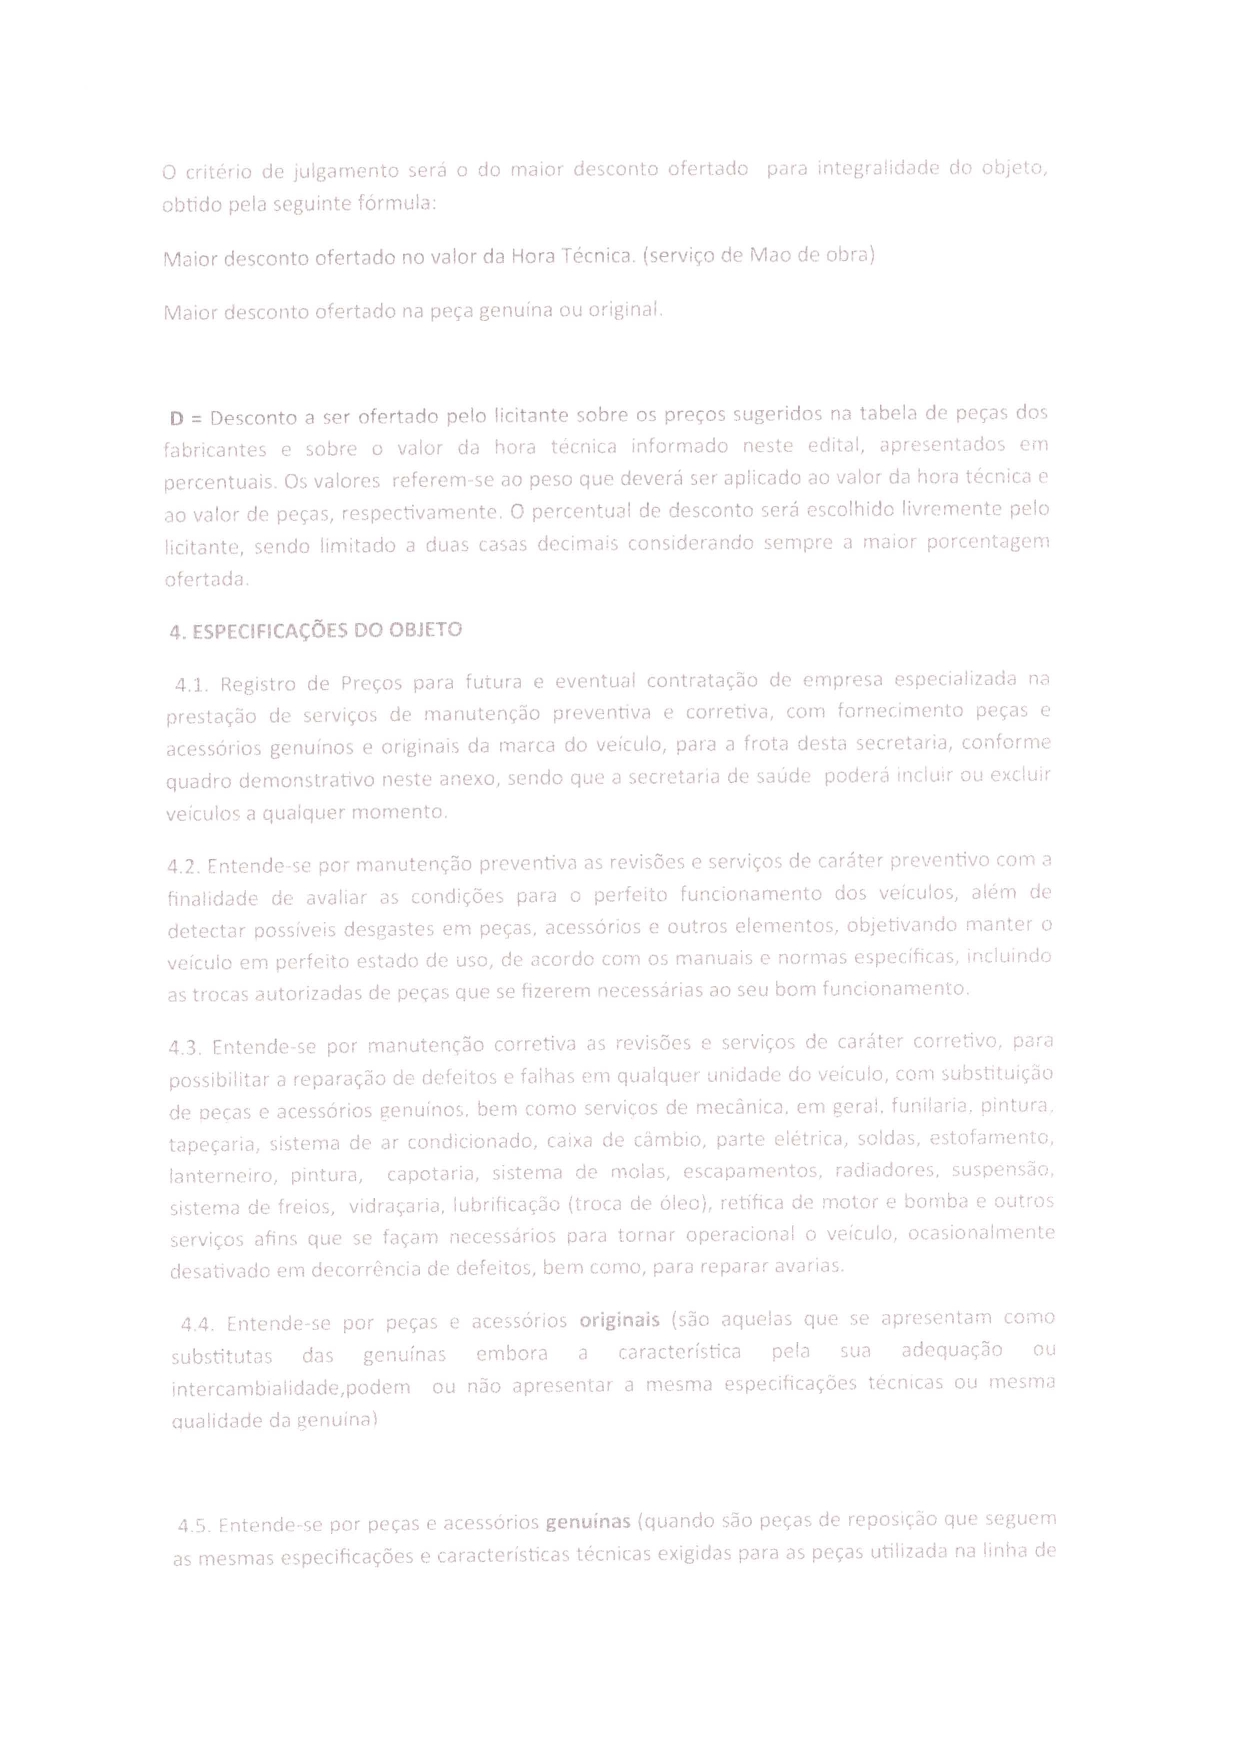 O critério de julgamento será o do maior desconto ofertado para integralidade do objeto,
obtido pela seguinte fórmula:
Maior desconto ofertado no valor da Hora Técnica. (serviço de Mao de obra)
Maior desconto ofertado na peça genuína ou original.
D = Desconto a ser ofertado pelo licitante sobre os preços sugeridos na tabela de peças dos
fabricantes e sobre o valor da hora técnica informado neste edital, apresentados em
percentuais. Os valores referem-se ao peso que deverá ser aplicado ao valor da hora técnica e
ao valor de peças, respectivamente. O percentual de desconto será escolhido livremente pelo
licitante, sendo limitado a duas casas decimais considerando sempre a maior porcentagem
ofertada.
4. ESPECIFICAÇÕES DO OBJETO
4.1. Registro de Preços para futura e eventual contratação de empresa especializada na
prestação de serviços de manutenção preventiva e corretiva, com fornecimento peças e
acessórios genuínos e originais da marca do veículo, para a frota desta secretaria, conforme
quadro demonstrativo neste anexo, sendo que a secretaria de saúde poderá incluir ou excluir
veículos a qualquer momento.
4.2. Entende-se por manutenção preventiva as revisões e serviços de caráter preventivo com a
finalidade de avaliar as condições para o perfeito funcionamento dos veículos, além de
detectar possíveis desgastes em peças, acessórios e outros elementos, objetivando manter o
veículo em perfeito estado de uso, de acordo com os manuais e normas específicas, incluindo
as trocas autorizadas de peças que se fizerem necessárias ao seu bom funcionamento.
4.3. Entende-se por manutenção corretiva as revisões e serviços de caráter corretivo, para
possibilitar a reparação de defeitos e falhas em qualquer unidade do veículo, com substituição
de peças e acessórios genuínos, bem como serviços de mecânica, em geral, funilaria, pintura,
tapeçaria, sistema de ar condicionado, caixa de câmbio, parte elétrica, soldas, estofamento,
lanterneiro, pintura, capotaria, sistema de molas, escapamentos, radiadores, suspensão,
sistema de freios, vidraçaria, lubrificação (troca de óleo), retífica de motor e bomba e outros
serviços afins que se façam necessários para tornar operacional o veículo, ocasionalmente
desativado em decorrência de defeitos, bem como, para reparar avarias.
4.4. Entende-se por peças e acessórios originais (são aquelas que se apresentam como
substitutas das genuínas embora a característica pela sua adequação ou
intercambialidade,podem ou não apresentar a mesma especificações técnicas ou mesma
qualidade da genuína)
4.5. Entende-se por peças e acessórios genuínas (quando são peças de reposição que seguem
as mesmas especificações e características técnicas exigidas para as peças utilizada na linha de